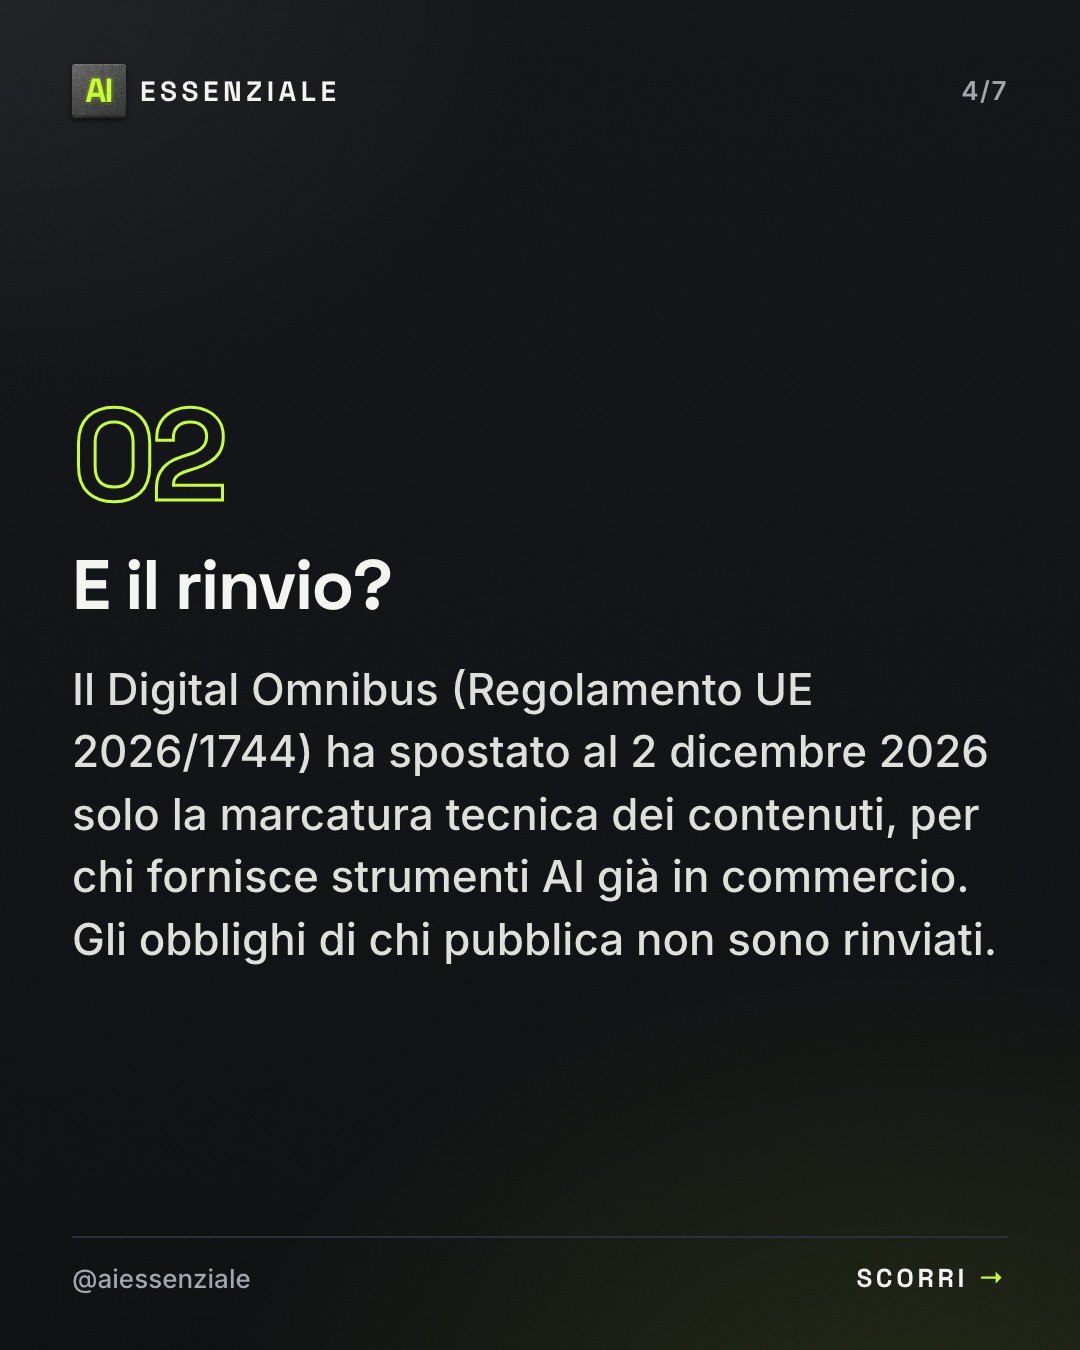 AI ESSENZIALE
4/7
02
E il rinvio?
Il Digital Omnibus (Regolamento UE
2026/1744) ha spostato al 2 dicembre 2026
solo la marcatura tecnica dei contenuti, per
chi fornisce strumenti AI già in commercio.
Gli obblighi di chi pubblica non sono rinviati.
@aiessenziale
SCORRI →